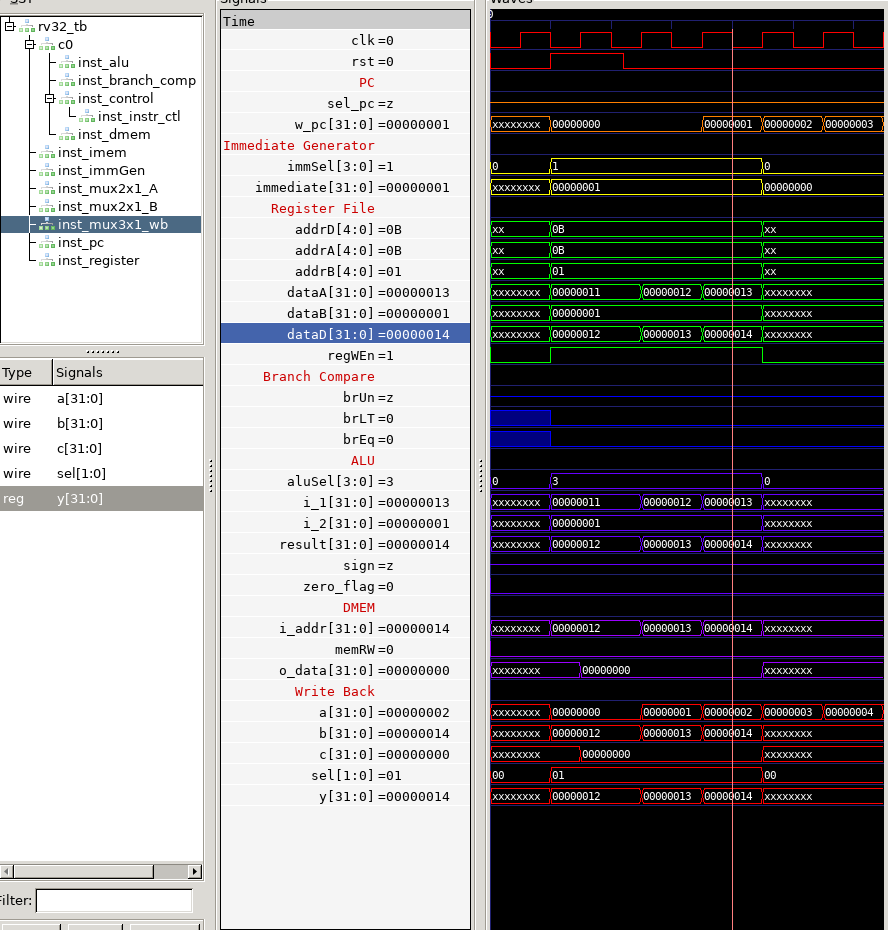 Signals
Waves
rv32_tb
c0
inst_alu
inst_branch_comp
inst_control
inst_instr_ctl
inst_dmem
inst_imem
inst_immGen
inst_mux2x1_A
inst_mux2x1_B
inst_mux3x1_wb
inst_pc
inst_register
Type Signals
wire a[31:0]
wire b[31:0]
wire c[31:0]
wire sel[1:0]
reg y[31:0]
Filter:
Time
clk=0
rst=0
PC
sel_pc=z
w_pc[31:0]=00000001 xxxxxxxx 00000000 00000001 00000002 00000003
Immediate Generator
immSel[3:0]=1 0 1 0
immediate[31:0]=00000001 xxxxxxxx 00000001 00000000
Register File
addrD[4:0]=0B xx 0B xx
addrA[4:0]=0B xx 0B xx
addrB[4:0]=01 xx 01 xx
dataA[31:0]=00000013 xxxxxxxx 00000011 00000012 00000013 xxxxxxxx
dataB[31:0]=00000001 xxxxxxxx 00000001 xxxxxxxx
dataD[31:0]=00000014 xxxxxxxx 00000012 00000013 00000014 xxxxxxxx
regWEn=1
Branch Compare
brUn=z
brLT=0
brEq=0
ALU
aluSel[3:0]=3 0 3 0
i_1[31:0]=00000013 xxxxxxxx 00000011 00000012 00000013 xxxxxxxx
i_2[31:0]=00000001 xxxxxxxx 00000001 xxxxxxxx
result[31:0]=00000014 xxxxxxxx 00000012 00000013 00000014 xxxxxxxx
sign=z
zero_flag=0
DMEM
i_addr[31:0]=00000014 xxxxxxxx 00000012 00000013 00000014 xxxxxxxx
memRW=0
o_data[31:0]=00000000 xxxxxxxx 00000000 xxxxxxxx
Write Back
a[31:0]=00000002 xxxxxxxx 00000000 00000001 00000002 00000003 00000004
b[31:0]=00000014 xxxxxxxx 00000012 00000013 00000014 xxxxxxxx
c[31:0]=00000000 xxxxxxxx 00000000 xxxxxxxx
sel[1:0]=01 00 01 00
y[31:0]=00000014 xxxxxxxx 00000012 00000013 00000014 xxxxxxxx